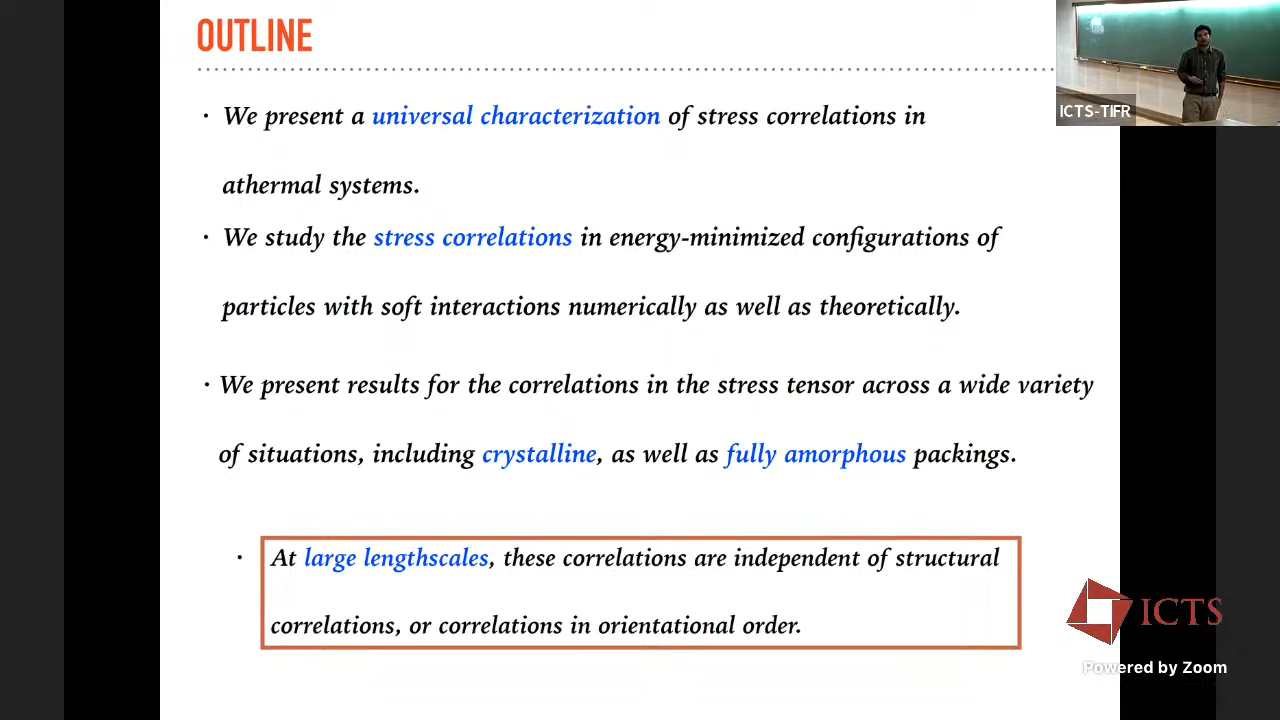 OUTLINE
· We present a universal characterization of stress correlations in
athermal systems.
· We study the stress correlations in energy-minimized configurations of
particles with soft interactions numerically as well as theoretically.
· We present results for the correlations in the stress tensor across a wide variety
of situations, including crystalline, as well as fully amorphous packings.
· At large lengthscales, these correlations are independent of structural
correlations, or correlations in orientational order.
ICTS-TIFR
ICTS
Powered by Zoom